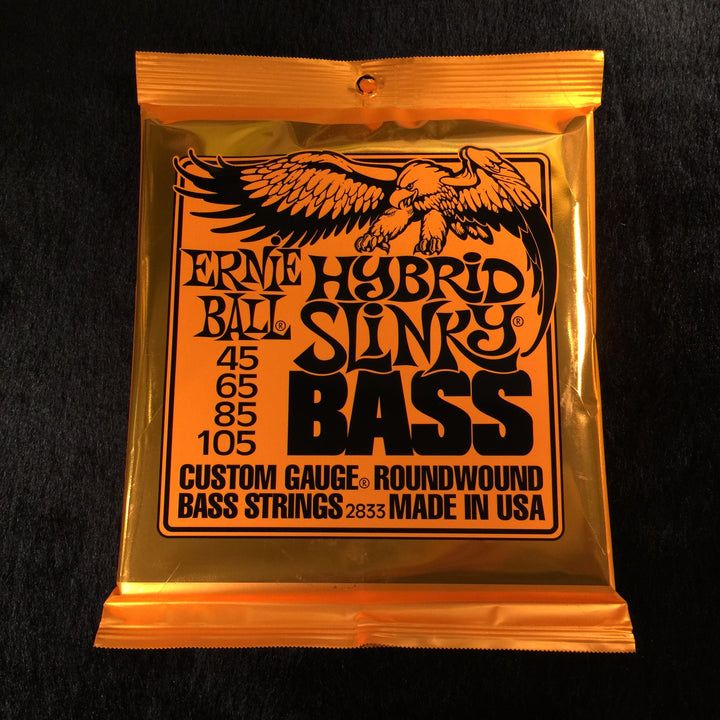 ERNIE
BALL®
HYBRID
SLINKY®
BASS
45
65
85
105
CUSTOM GAUGE® ROUNDWOUND
BASS STRINGS 2833 MADE IN USA